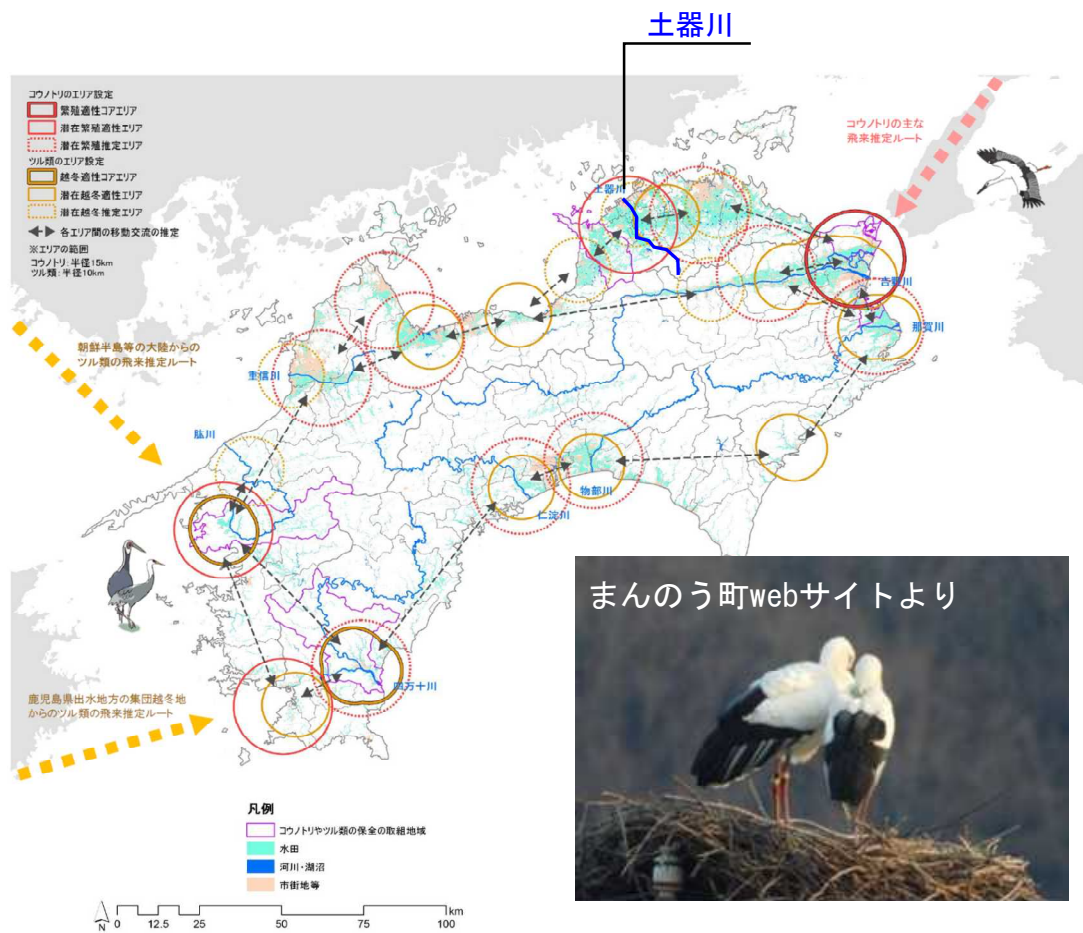 土器川
コウノトリのエリア設定
繁殖適性コアエリア
潜在繁殖適性エリア
潜在繁殖推定エリア
ツル類のエリア設定
越冬適性コアエリア
潜在越冬適性エリア
潜在越冬推定エリア
各エリア間の移動交流の推定
※エリアの範囲
コウノトリ：半径15km
ツル類：半径10km
コウノトリの主な
飛来推定ルート
土器川
吉野川
那賀川
朝鮮半島等の大陸からの
ツル類の飛来推定ルート
重信川
肱川
物部川
仁淀川
四万十川
鹿児島県出水地方の集団越冬地
からのツル類の飛来推定ルート
まんのう町webサイトより
凡例
コウノトリやツル類の保全の取組地域
水田
河川・湖沼
市街地等
N
0 12.5 25 50 75 100
km